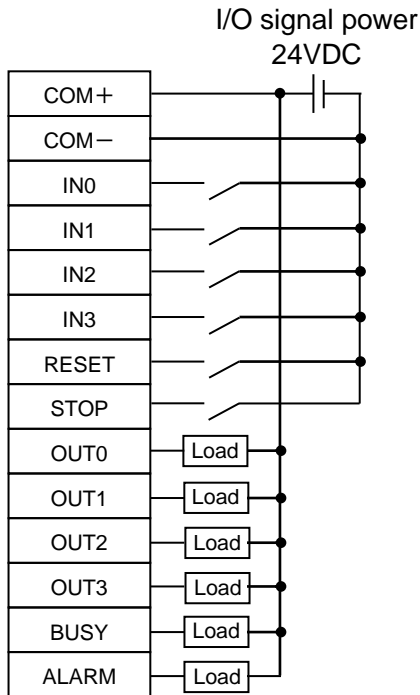 I/O signal power
24VDC
COM+
COM−
IN0
IN1
IN2
IN3
RESET
STOP
OUT0 Load
OUT1 Load
OUT2 Load
OUT3 Load
BUSY Load
ALARM Load